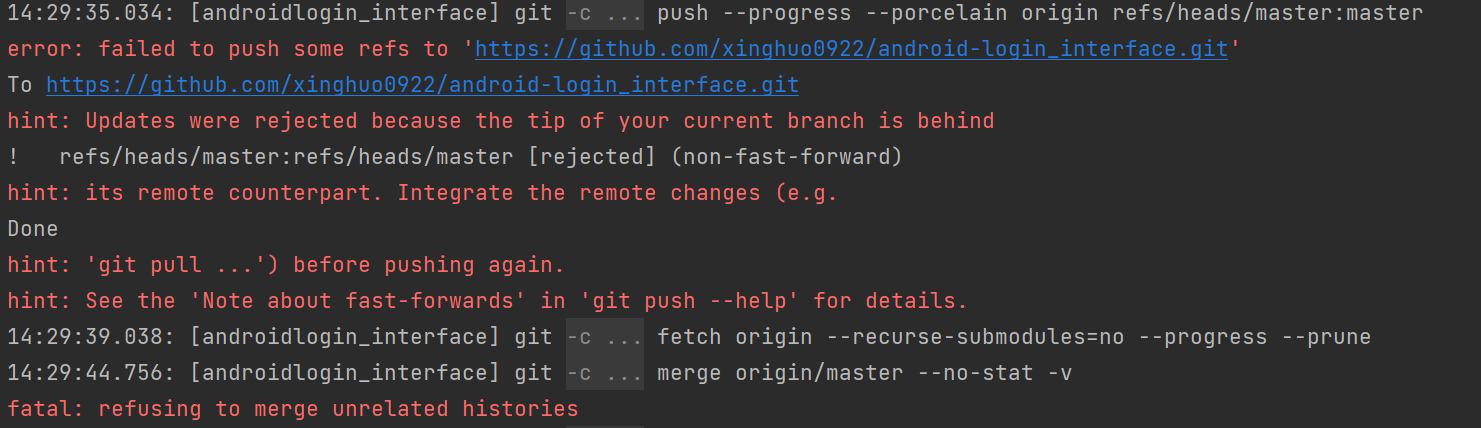 14:29:35.034: [androidlogin_interface] git -c ... push --progress --porcelain origin refs/heads/master:master
error: failed to push some refs to 'https://github.com/xinghuo0922/android-login_interface.git'
To https://github.com/xinghuo0922/android-login_interface.git
hint: Updates were rejected because the tip of your current branch is behind
!	refs/heads/master:refs/heads/master [rejected] (non-fast-forward)
hint: its remote counterpart. Integrate the remote changes (e.g.
Done
hint: 'git pull ...') before pushing again.
hint: See the 'Note about fast-forwards' in 'git push --help' for details.
14:29:39.038: [androidlogin_interface] git -c ... fetch origin --recurse-submodules=no --progress --prune
14:29:44.756: [androidlogin_interface] git -c ... merge origin/master --no-stat -v
fatal: refusing to merge unrelated histories